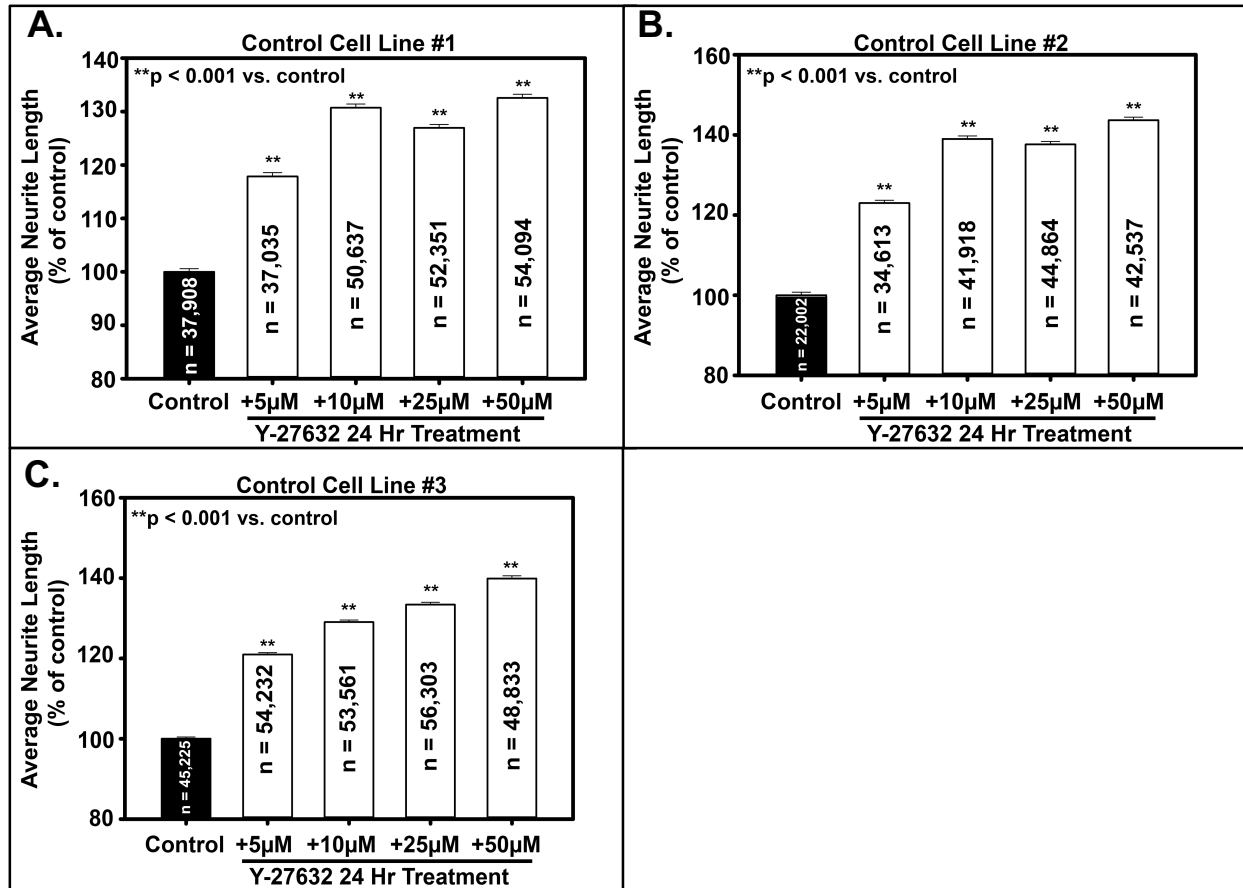 A.
Control Cell Line #1
**p < 0.001 vs. control
Average Neurite Length
(% of control)
140
130
120
110
100
90
80
**
**
**
**
n = 37,908
n = 37,035
n = 50,637
n = 52,351
n = 54,094
Control +5µM +10µM +25µM +50µM
Y-27632 24 Hr Treatment
B.
Control Cell Line #2
**p < 0.001 vs. control
Average Neurite Length
(% of control)
160
140
120
100
80
**
**
**
**
n = 22,002
n = 34,613
n = 41,918
n = 44,864
n = 42,537
Control +5µM +10µM +25µM +50µM
Y-27632 24 Hr Treatment
C.
Control Cell Line #3
**p < 0.001 vs. control
Average Neurite Length
(% of control)
160
140
120
100
80
**
**
**
**
n = 45,225
n = 54,232
n = 53,561
n = 56,303
n = 48,833
Control +5µM +10µM +25µM +50µM
Y-27632 24 Hr Treatment